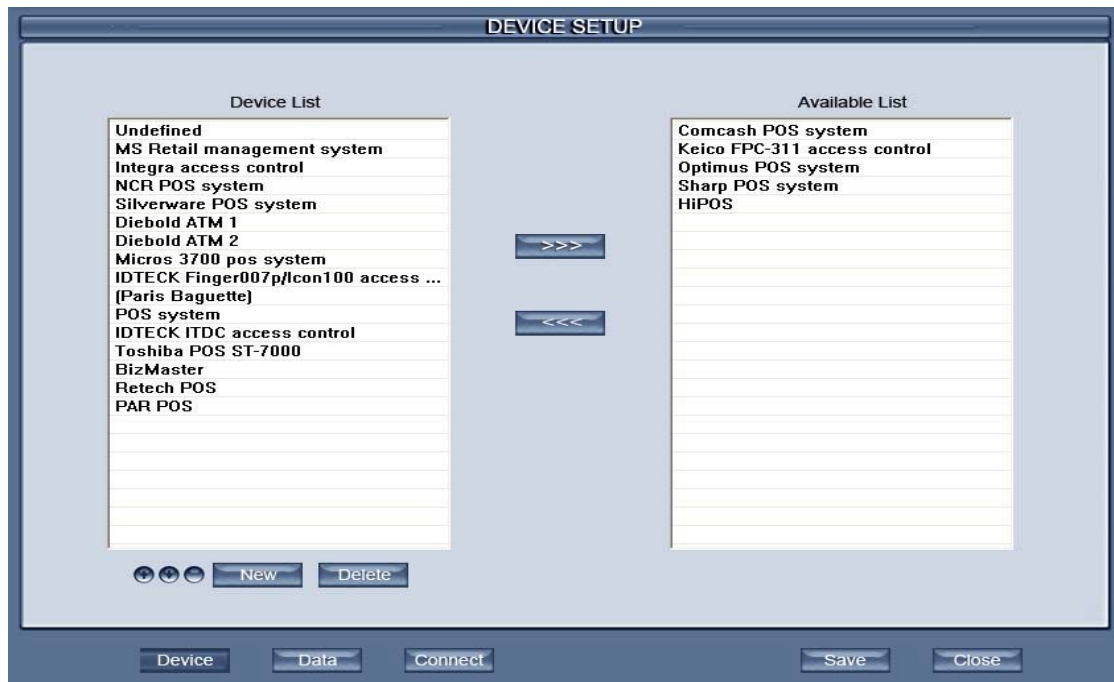 DEVICE SETUP
Device List
Undefined
MS Retail management system
Integra access control
NCR POS system
Silverware POS system
Diebold ATM 1
Diebold ATM 2
Micros 3700 pos system
IDTECK Finger007p/Icon100 access ...
(Paris Baguette)
POS system
IDTECK ITDC access control
Toshiba POS ST-7000
BizMaster
Retech POS
PAR POS
>>>
<<<
Available List
Comcash POS system
Keico FPC-311 access control
Optimus POS system
Sharp POS system
HiPOS
New Delete
Device Data Connect Save Close